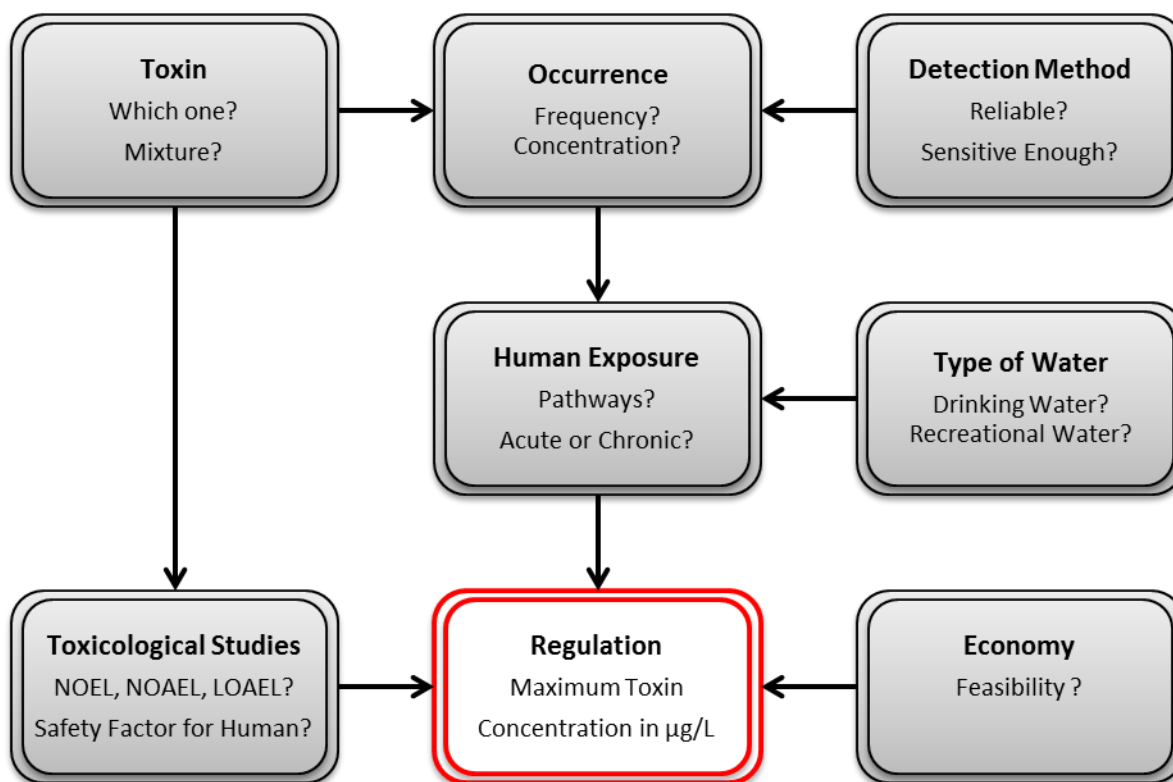 Toxin
Which one?
Mixture?
Occurrence
Frequency?
Concentration?
Detection Method
Reliable?
Sensitive Enough?
Human Exposure
Pathways?
Acute or Chronic?
Type of Water
Drinking Water?
Recreational Water?
Toxicological Studies
NOEL, NOAEL, LOAEL?
Safety Factor for Human?
Regulation
Maximum Toxin
Concentration in µg/L
Economy
Feasibility ?